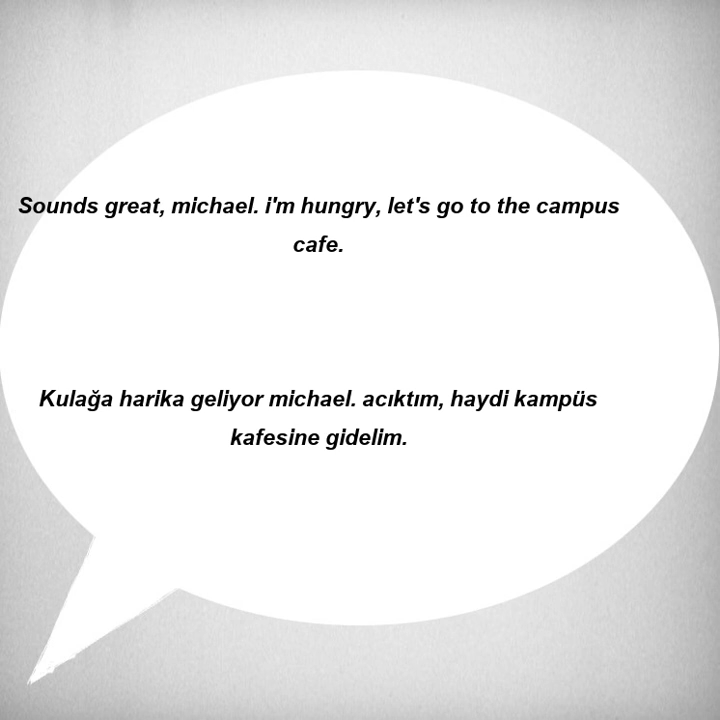 Sounds great, michael. i'm hungry, let's go to the campus
cafe.
Kulağa harika geliyor michael. acıktım, haydi kampüs
kafesine gidelim.